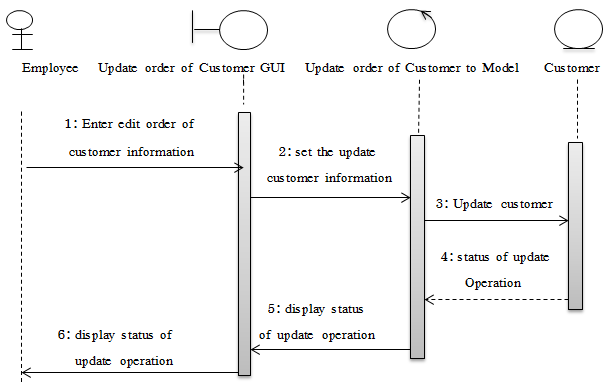 Employee Update order of Customer GUI Update order of Customer to Model Customer
1: Enter edit order of
customer information
2: set the update
customer information
3: Update customer
4: status of update
Operation
5: display status
of update operation
6: display status of
update operation